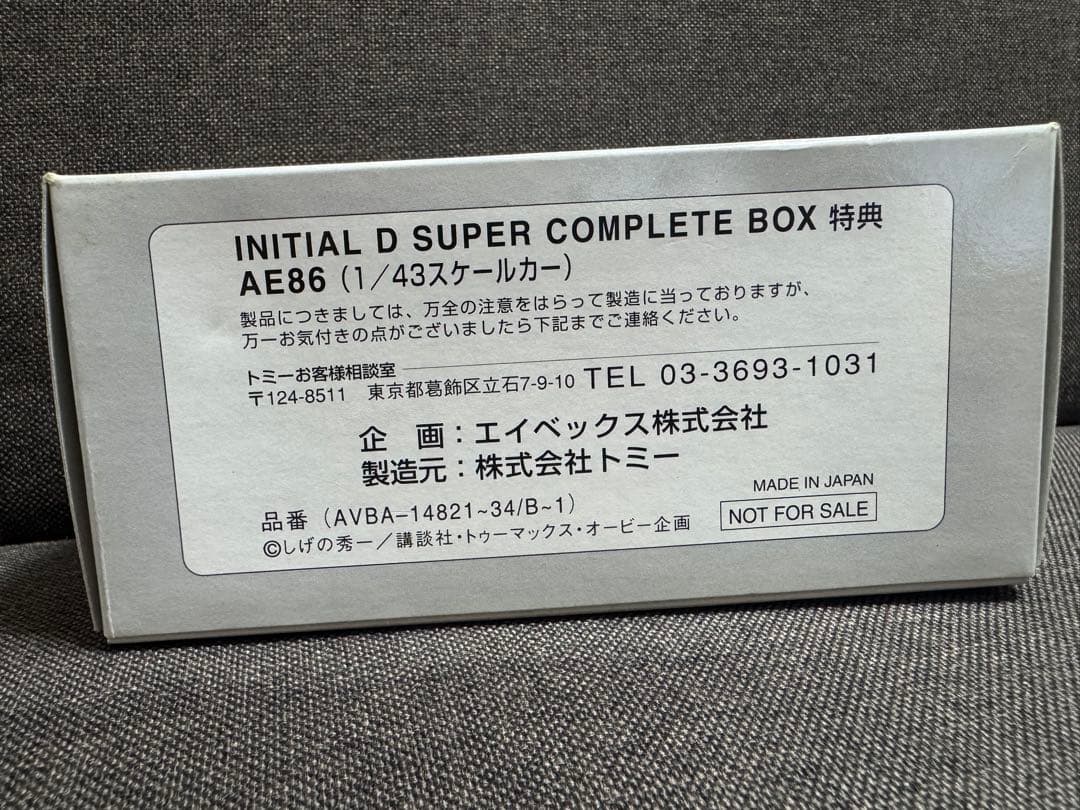 INITIAL D SUPER COMPLETE BOX 特典
AE86（1/43スケールカー）
製品につきましては、万全の注意をはらって製造に当っておりますが、
万一お気付きの点がございましたら下記までご連絡ください。
トミーお客様相談室
〒124-8511　東京都葛飾区立石7-9-10 TEL 03-3693-1031
企　画：エイベックス株式会社
製造元：株式会社トミー
MADE IN JAPAN
品番（AVBA-14821~34/B~1）
NOT FOR SALE
©しげの秀一／講談社・トゥーマックス・オービー企画